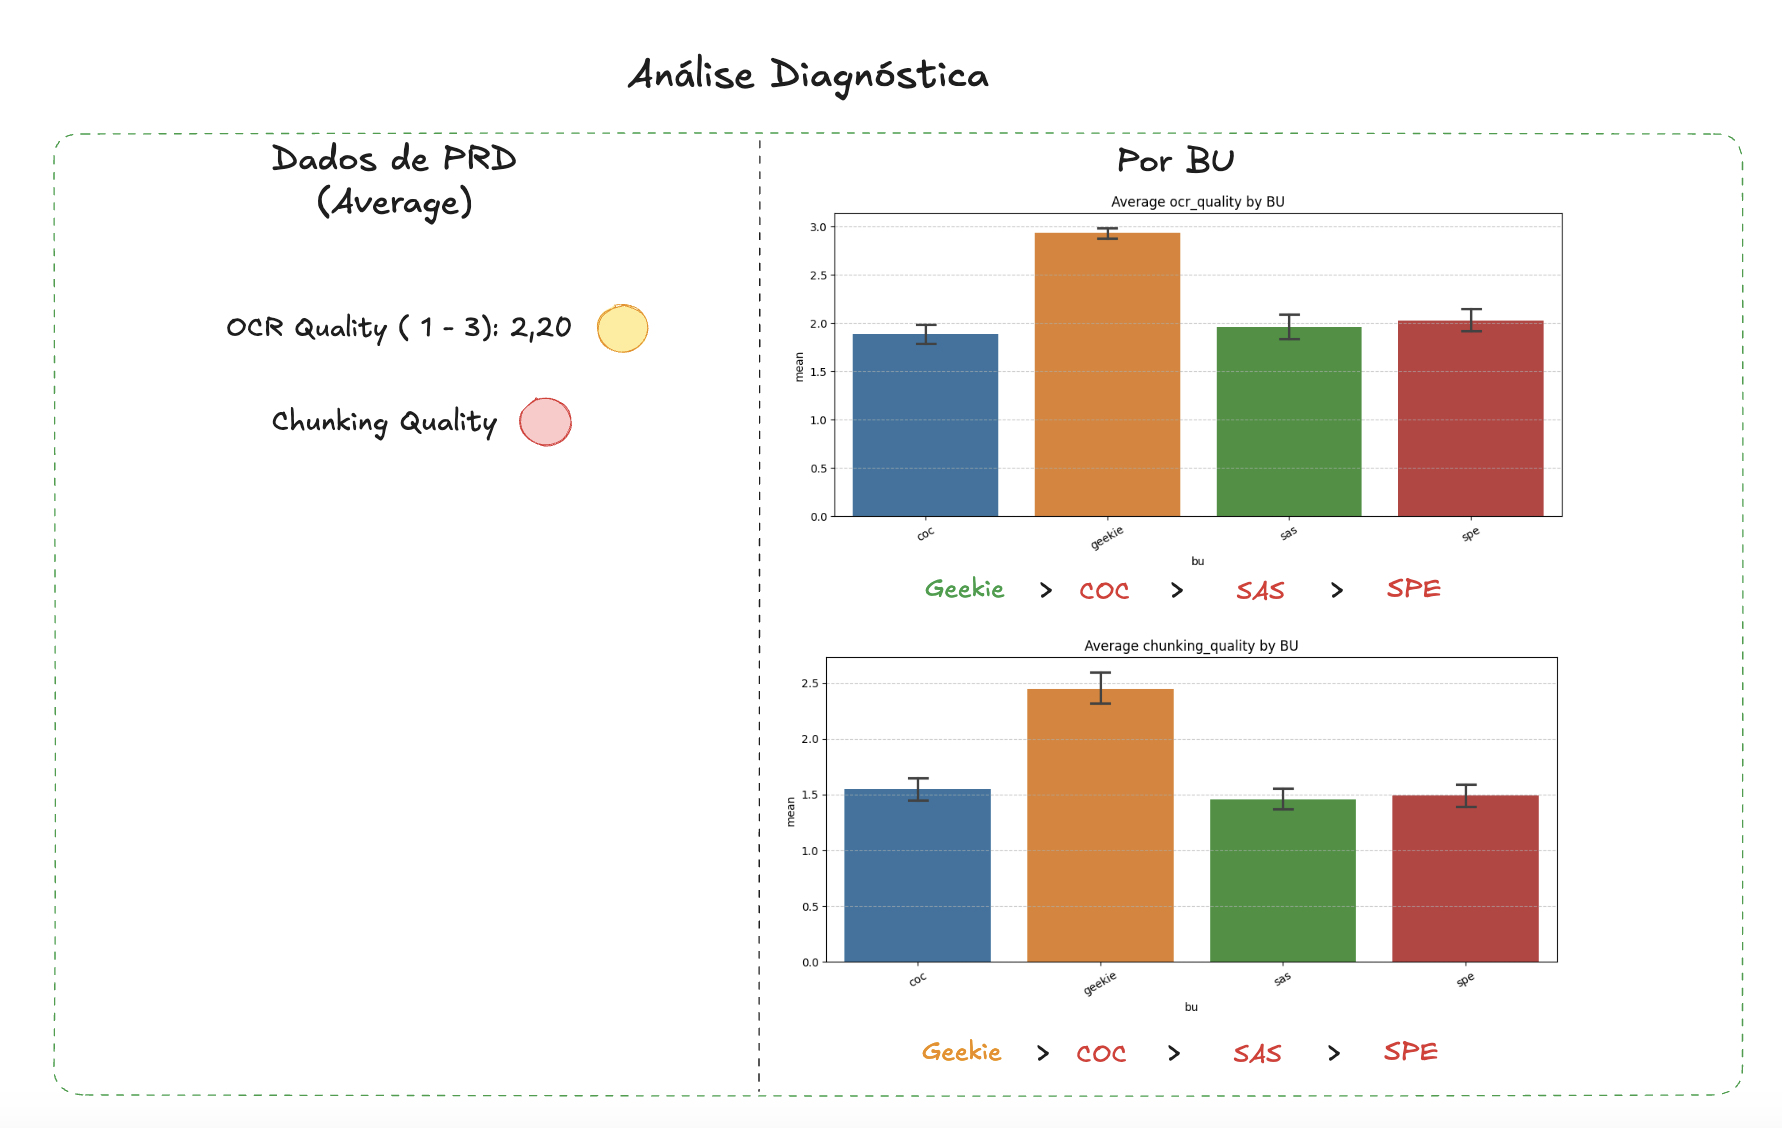 Análise Diagnóstica
Dados de PRD
(Average)
OCR Quality ( 1 - 3): 2,20
Chunking Quality
Por BU
Average ocr_quality by BU
3.0
2.5
2.0
1.5
1.0
0.5
0.0
mean
coc
geekie
sas
spe
bu
Geekie > COC > SAS > SPE
Average chunking_quality by BU
2.5
2.0
1.5
1.0
0.5
0.0
mean
coc
geekie
sas
spe
bu
Geekie > COC > SAS > SPE